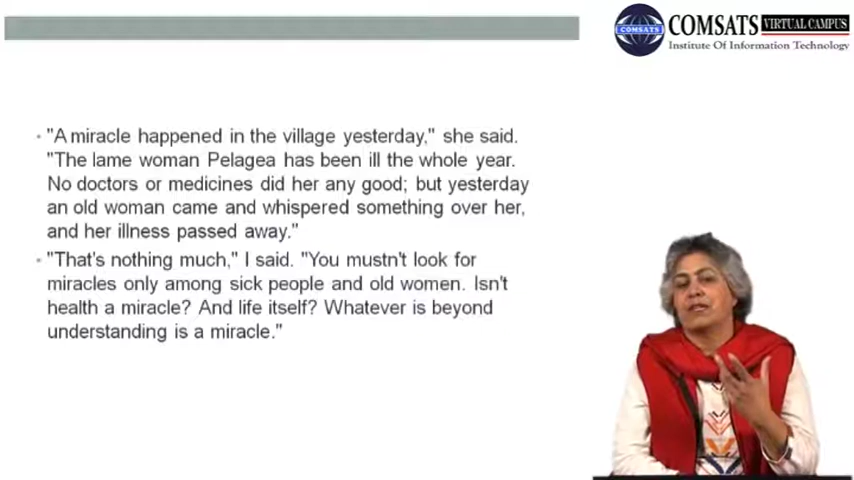 COMSATS VIRTUAL CAMPUS
Institute Of Information Technology
COMSATS
• "A miracle happened in the village yesterday," she said.
"The lame woman Pelagea has been ill the whole year.
No doctors or medicines did her any good; but yesterday
an old woman came and whispered something over her,
and her illness passed away."
• "That's nothing much," I said. "You mustn't look for
miracles only among sick people and old women. Isn't
health a miracle? And life itself? Whatever is beyond
understanding is a miracle."